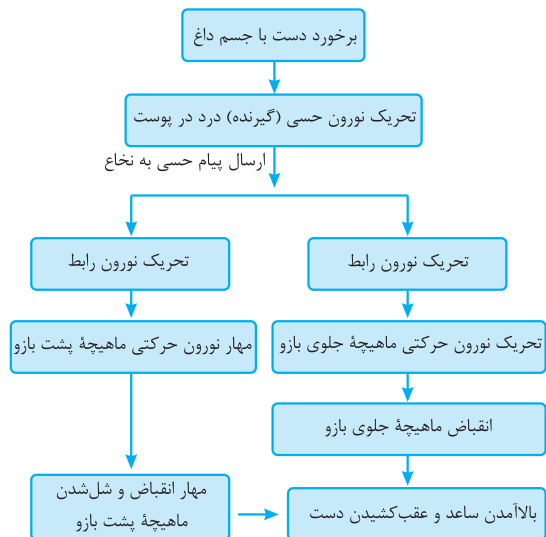 برخورد دست با جسم داغ
تحریک نورون حسی (گیرنده) درد در پوست
ارسال پیام حسی به نخاع
تحریک نورون رابط
تحریک نورون رابط
تحریک نورون حرکتی ماهیچهٔ جلوی بازو
مهار نورون حرکتی ماهیچهٔ پشت بازو
انقباض ماهیچهٔ جلوی بازو
مهار انقباض و شل‌شدن
ماهیچهٔ پشت بازو
بالاآمدن ساعد و عقب‌کشیدن دست